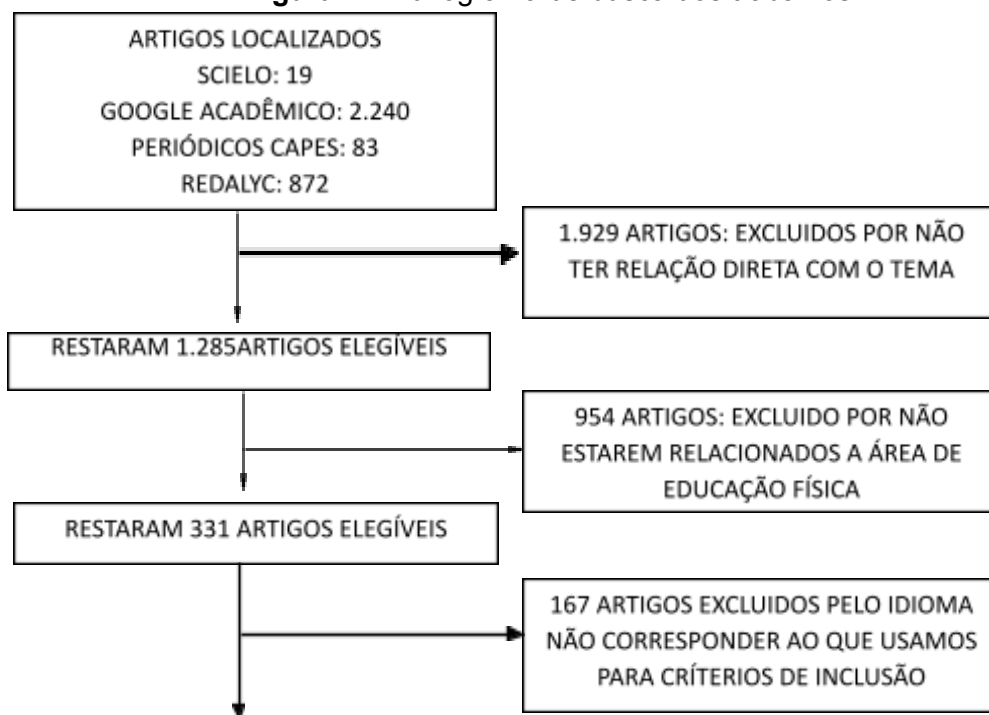 ARTIGOS LOCALIZADOS
SCIELO: 19
GOOGLE ACADÊMICO: 2.240
PERIÓDICOS CAPES: 83
REDALYC: 872
1.929 ARTIGOS: EXCLUIDOS POR NÃO
TER RELAÇÃO DIRETA COM O TEMA
RESTARAM 1.285ARTIGOS ELEGÍVEIS
954 ARTIGOS: EXCLUIDO POR NÃO
ESTAREM RELACIONADOS A ÁREA DE
EDUCAÇÃO FÍSICA
RESTARAM 331 ARTIGOS ELEGÍVEIS
167 ARTIGOS EXCLUIDOS PELO IDIOMA
NÃO CORRESPONDER AO QUE USAMOS
PARA CRÍTERIOS DE INCLUSÃO